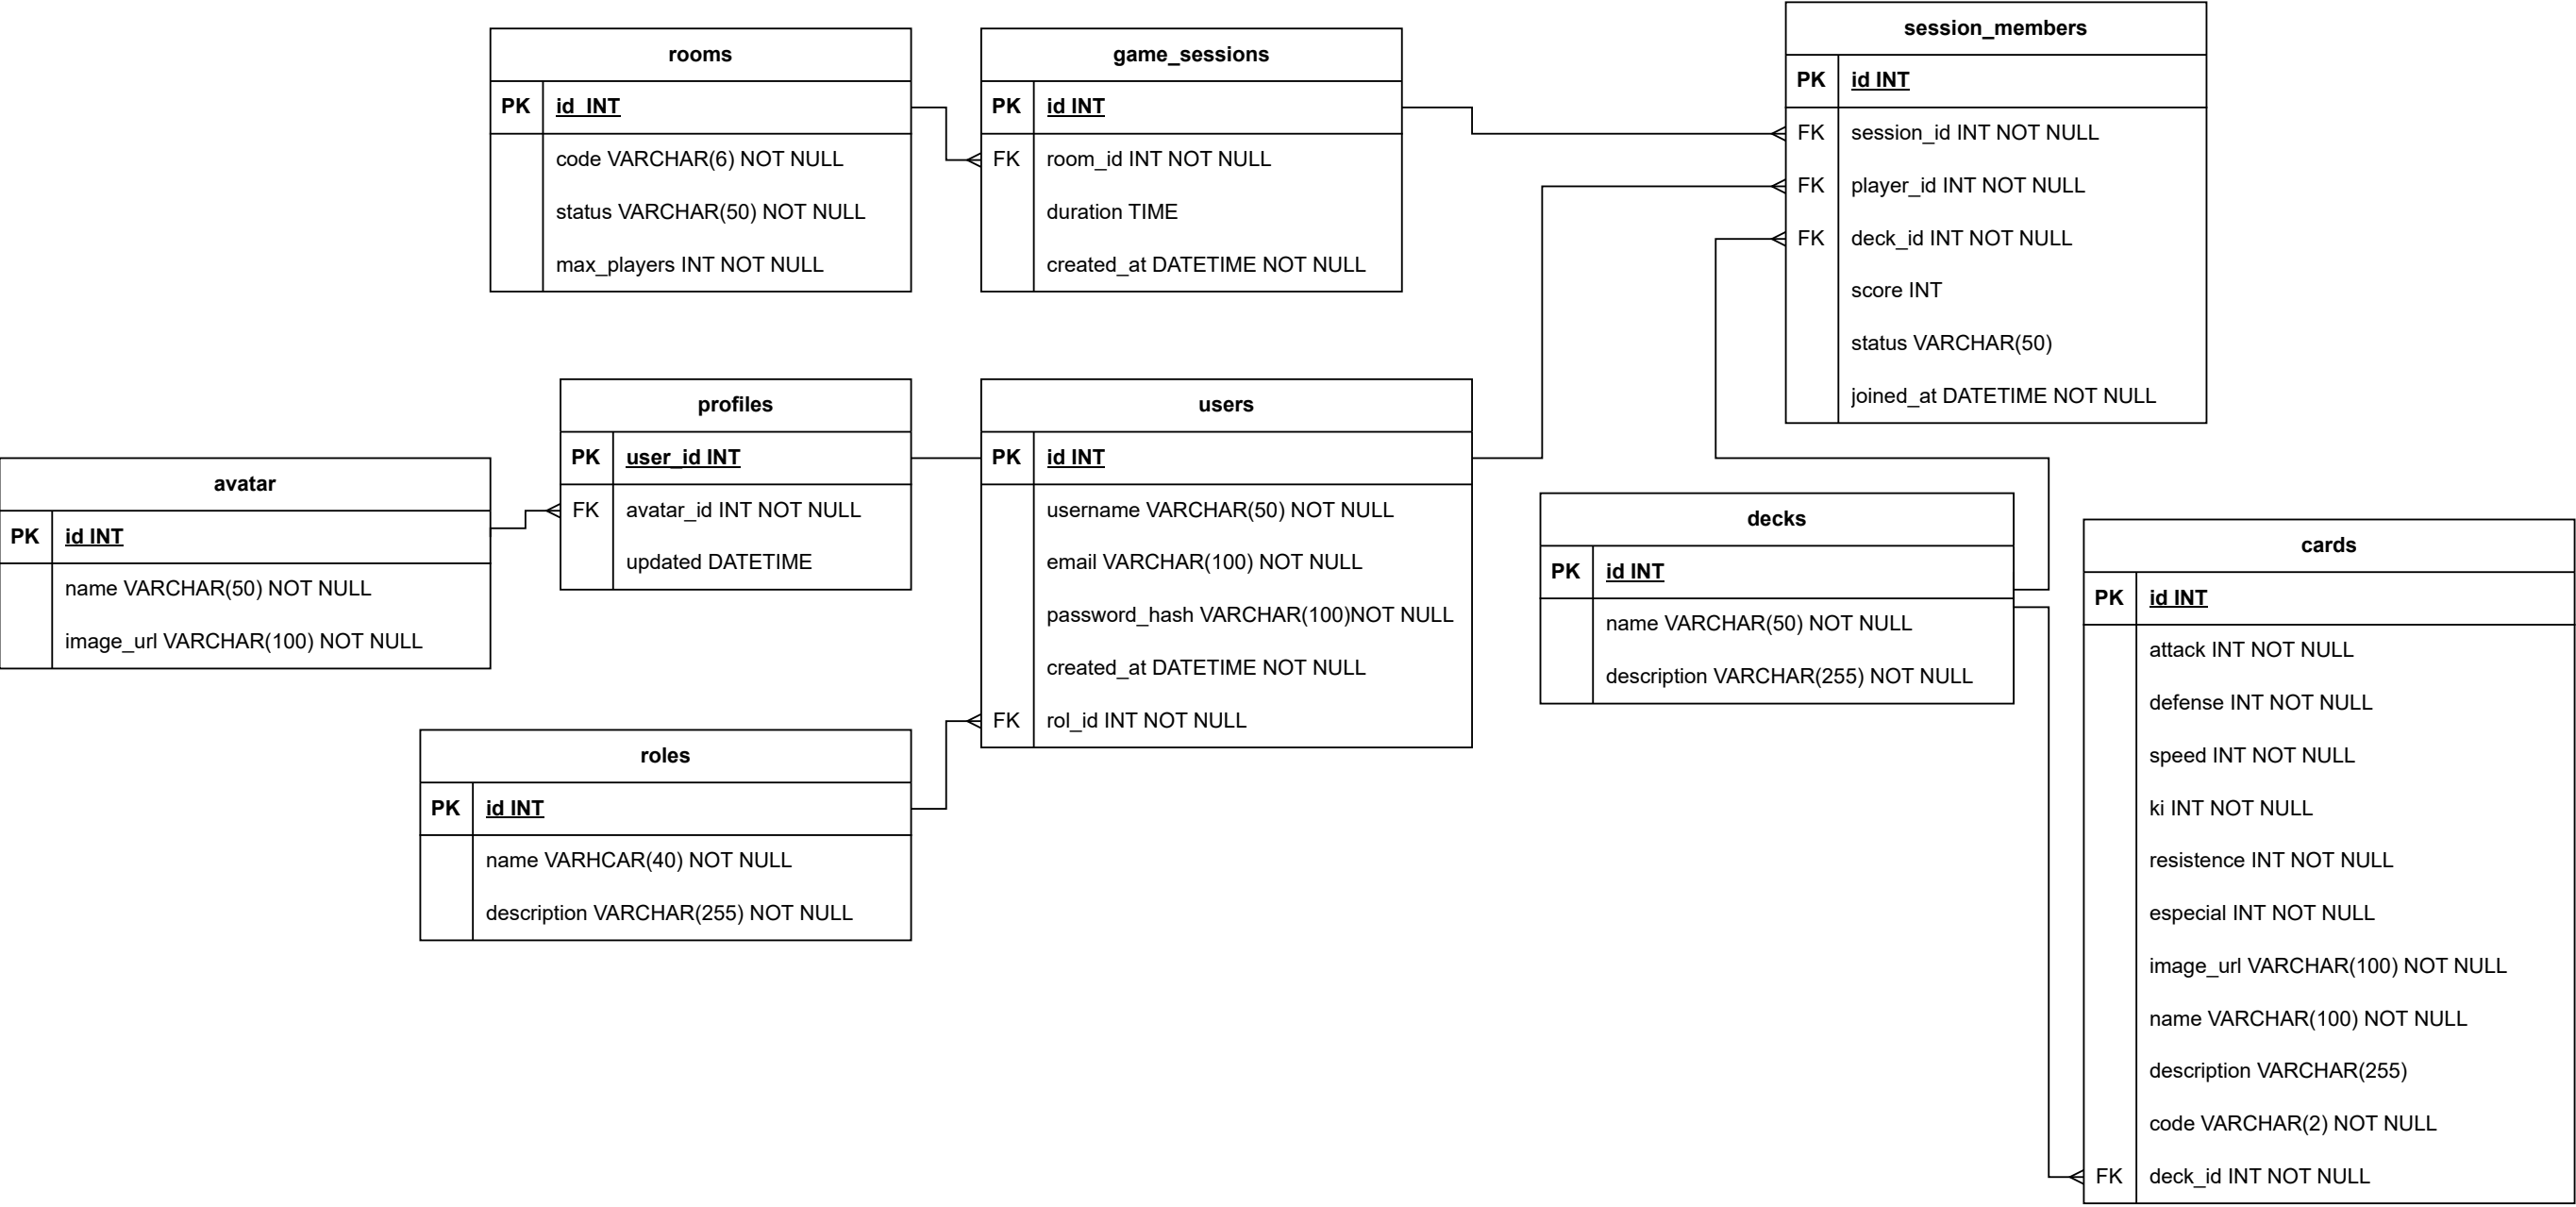 rooms
PK id_INT
code VARCHAR(6) NOT NULL
status VARCHAR(50) NOT NULL
max_players INT NOT NULL
game_sessions
PK id INT
FK room_id INT NOT NULL
duration TIME
created_at DATETIME NOT NULL
session_members
PK id INT
FK session_id INT NOT NULL
FK player_id INT NOT NULL
FK deck_id INT NOT NULL
score INT
status VARCHAR(50)
joined_at DATETIME NOT NULL
avatar
PK id INT
name VARCHAR(50) NOT NULL
image_url VARCHAR(100) NOT NULL
profiles
PK user_id INT
FK avatar_id INT NOT NULL
updated DATETIME
users
PK id INT
username VARCHAR(50) NOT NULL
email VARCHAR(100) NOT NULL
password_hash VARCHAR(100)NOT NULL
created_at DATETIME NOT NULL
FK rol_id INT NOT NULL
roles
PK id INT
name VARHCAR(40) NOT NULL
description VARCHAR(255) NOT NULL
decks
PK id INT
name VARCHAR(50) NOT NULL
description VARCHAR(255) NOT NULL
cards
PK id INT
attack INT NOT NULL
defense INT NOT NULL
speed INT NOT NULL
ki INT NOT NULL
resistence INT NOT NULL
especial INT NOT NULL
image_url VARCHAR(100) NOT NULL
name VARCHAR(100) NOT NULL
description VARCHAR(255)
code VARCHAR(2) NOT NULL
FK deck_id INT NOT NULL